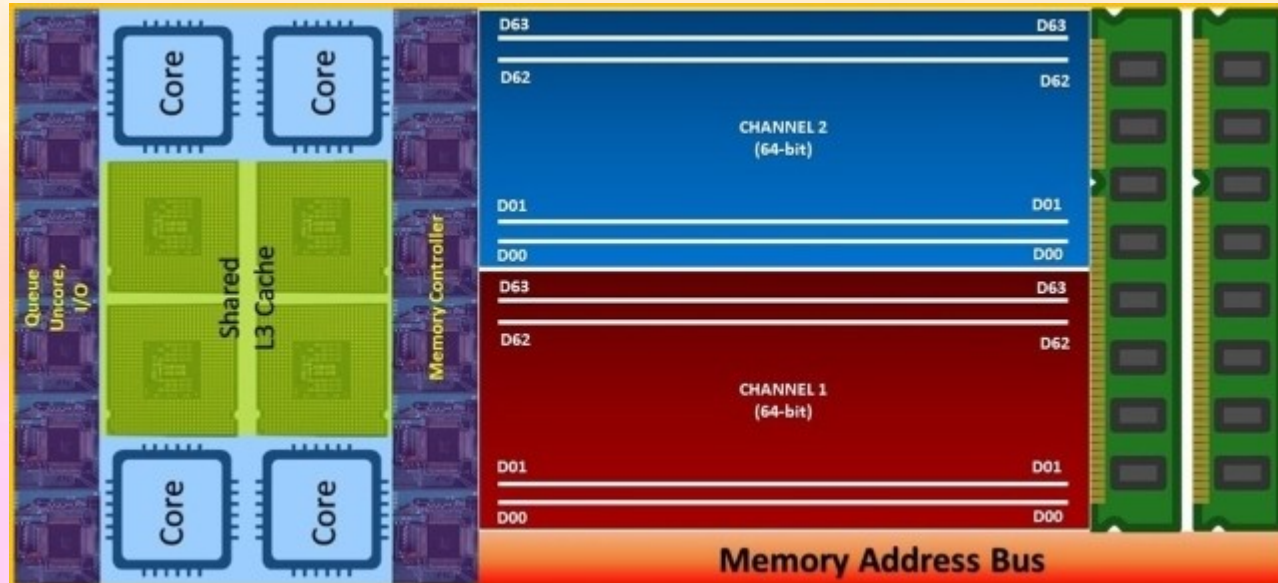 Queue
Uncore,
I/O
Core
Core
Shared
L3 Cache
Core
Core
Memory Controller
D63 D63
D62 D62
CHANNEL 2
(64-bit)
D01 D01
D00 D00
D63 D63
D62 D62
CHANNEL 1
(64-bit)
D01 D01
D00 D00
Memory Address Bus